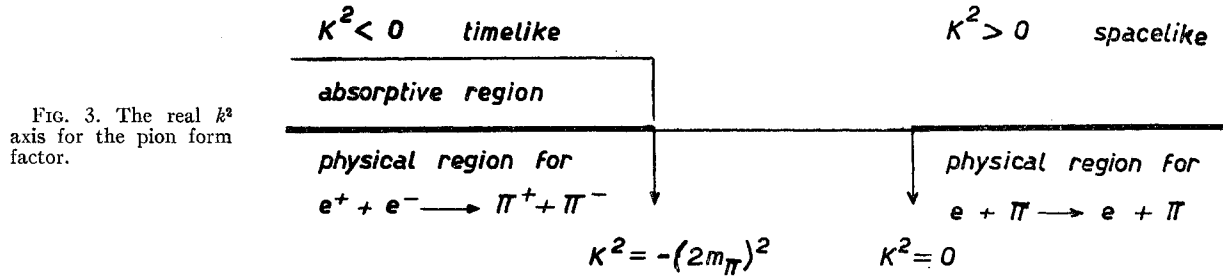 K² < 0 timelike
K² > 0 spacelike
absorptive region
FIG. 3. The real k² axis for the pion form factor.
physical region for
e⁺ + e⁻ ⟶ π⁺ + π⁻
physical region for
e + π ⟶ e + π
K² = -(2m_π)²
K² = 0